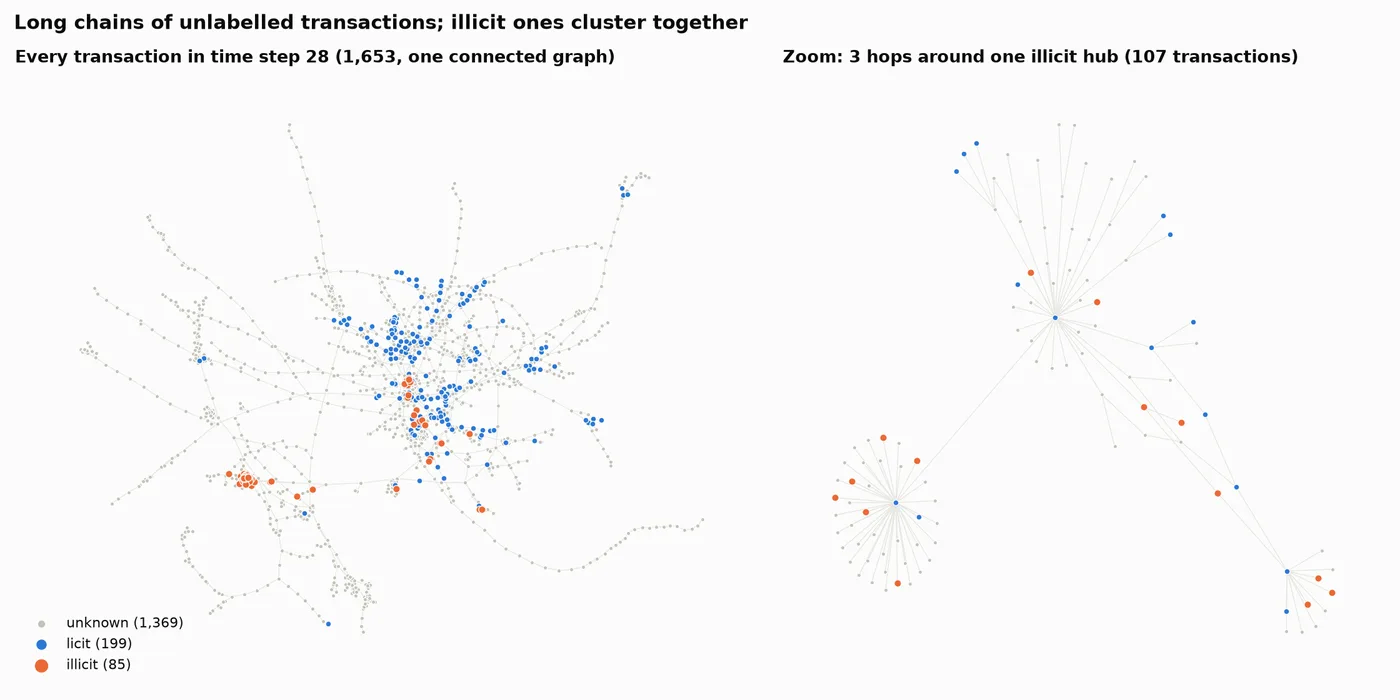 Long chains of unlabelled transactions; illicit ones cluster together
Every transaction in time step 28 (1,653, one connected graph)
Zoom: 3 hops around one illicit hub (107 transactions)
unknown (1,369)
licit (199)
illicit (85)